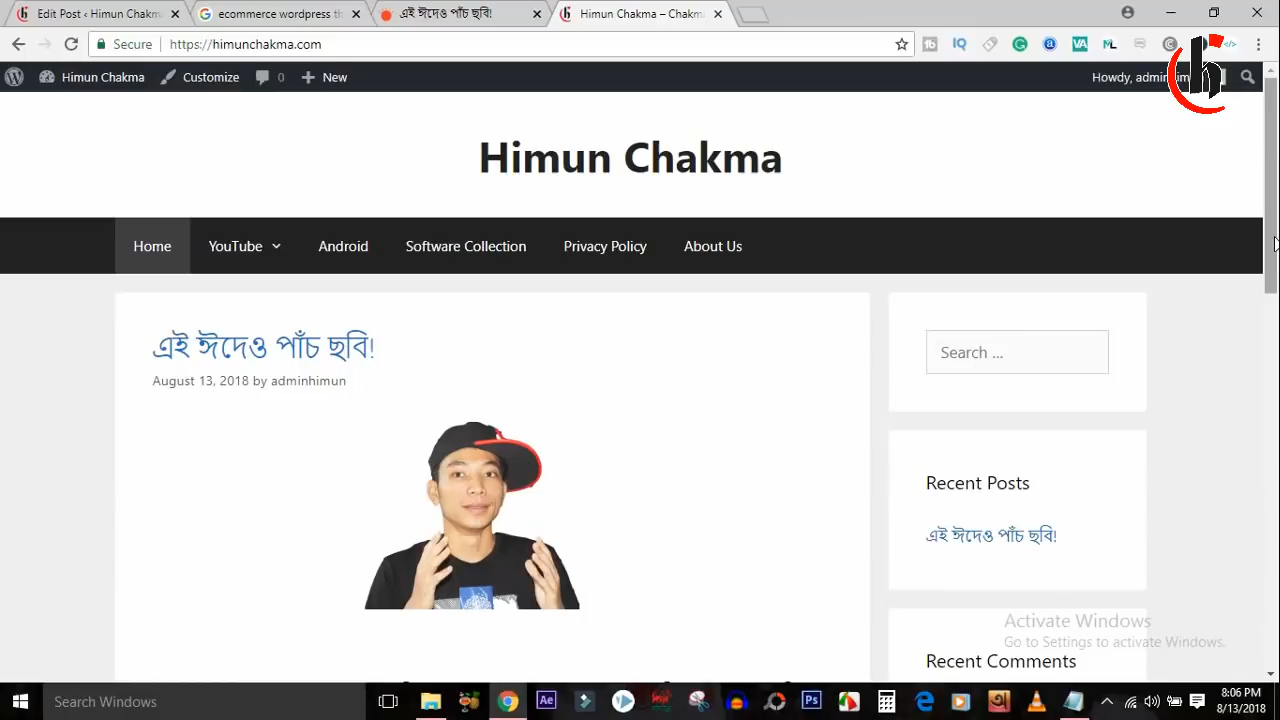 Edit Post ‹ Himun Chakm
ecommerce wordpress th
এই ঈদেও পাঁচ ছবি!
Himun Chakma – Chakm
Secure
https://himunchakma.com
Himun Chakma
Customize
0
New
Howdy, adminhim
Himun Chakma
Home
YouTube
Android
Software Collection
Privacy Policy
About Us
এই ঈদেও পাঁচ ছবি!
August 13, 2018 by adminhimun
Search ...
Recent Posts
এই ঈদেও পাঁচ ছবি!
Activate Windows
Go to Settings to activate Windows.
Recent Comments
Search Windows
8:06 PM
8/13/2018